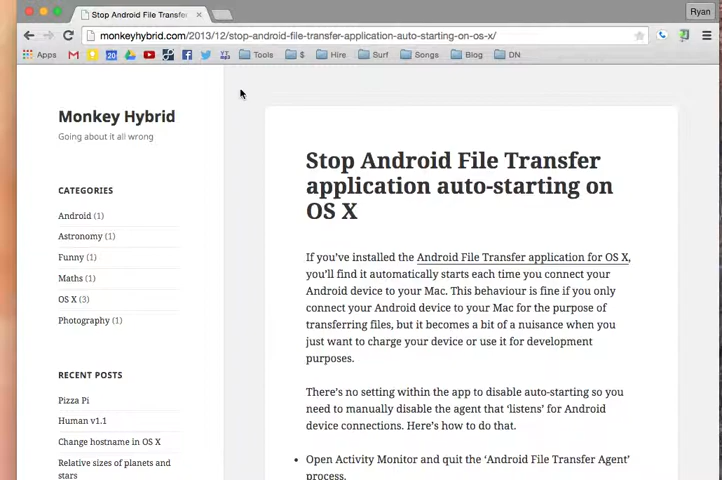 Stop Android File Transfer
Ryan
monkeyhybrid.com/2013/12/stop-android-file-transfer-application-auto-starting-on-os-x/
Apps
Tools
$
Hire
Surf
Songs
Blog
DN
Monkey Hybrid
Going about it all wrong
CATEGORIES
Android (1)
Astronomy (1)
Funny (1)
Maths (1)
OS X (3)
Photography (1)
RECENT POSTS
Pizza Pi
Human v1.1
Change hostname in OS X
Relative sizes of planets and
stars
Stop Android File Transfer
application auto-starting on
OS X
If you’ve installed the Android File Transfer application for OS X,
you’ll find it automatically starts each time you connect your
Android device to your Mac. This behaviour is fine if you only
connect your Android device to your Mac for the purpose of
transferring files, but it becomes a bit of a nuisance when you
just want to charge your device or use it for development
purposes.
There’s no setting within the app to disable auto-starting so you
need to manually disable the agent that ‘listens’ for Android
device connections. Here’s how to do that.
• Open Activity Monitor and quit the ‘Android File Transfer Agent’
process.